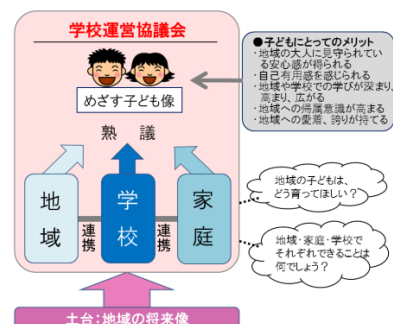 学校運営協議会
めざす子ども像
熟 議
地域
学校
家庭
連携
連携
土台：地域の将来像
●子どもにとってのメリット
・地域の大人に見守られてい
る安心感が得られる
・自己有用感を感じられる
・地域や学校での学びが深まり、
高まり、広がる
・地域への帰属意識が高まる
・地域への愛着、誇りが持てる
地域の子どもは、
どう育ってほしい？
地域・家庭・学校で
それぞれできることは
何でしょう？